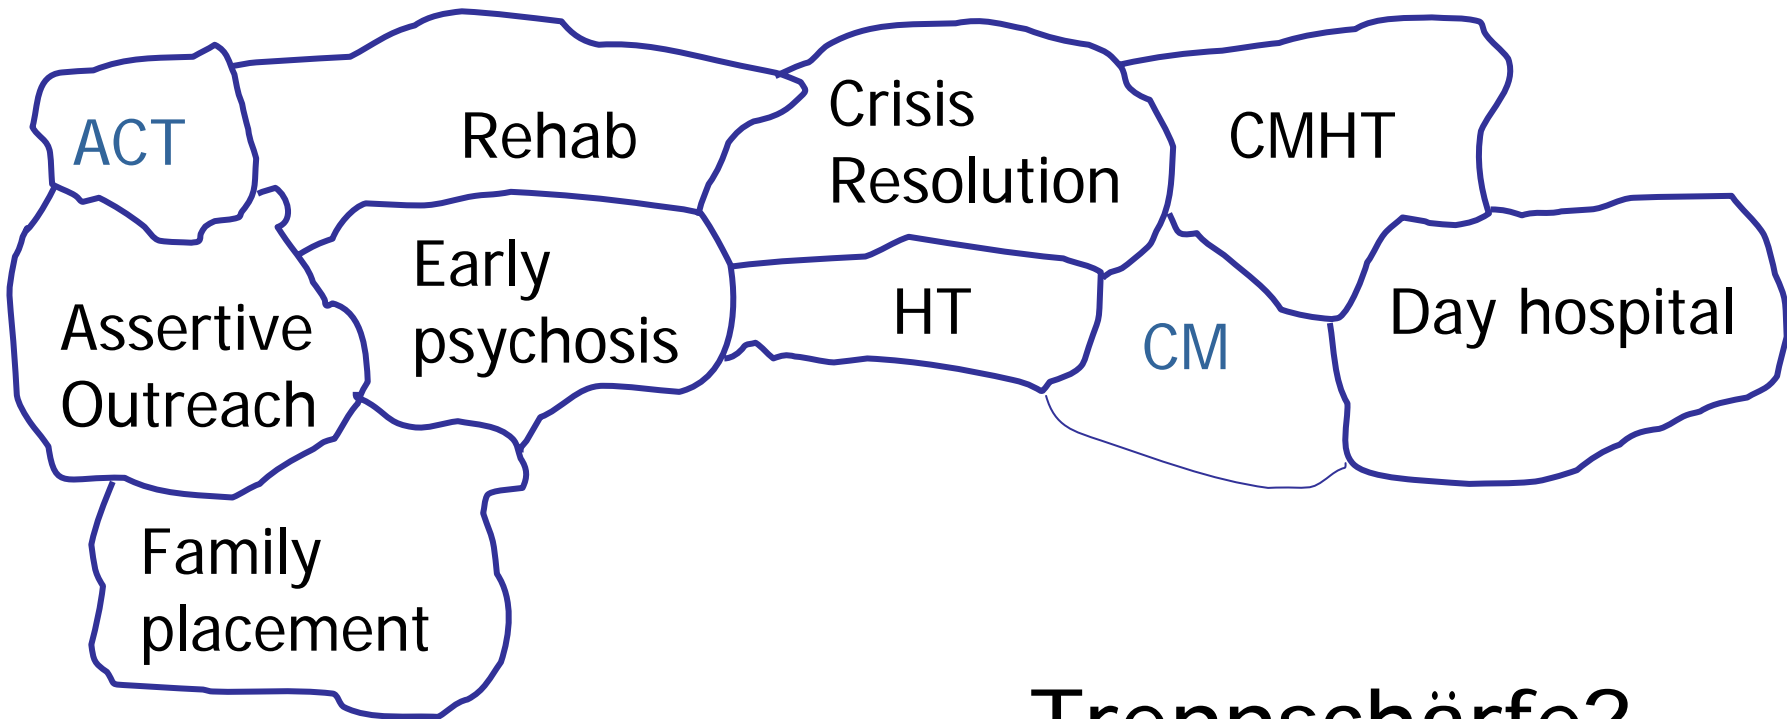 ACT
Rehab
Crisis
Resolution
CMHT
Assertive
Outreach
Early
psychosis
HT
CM
Day hospital
Family
placement
Trennschärfe?